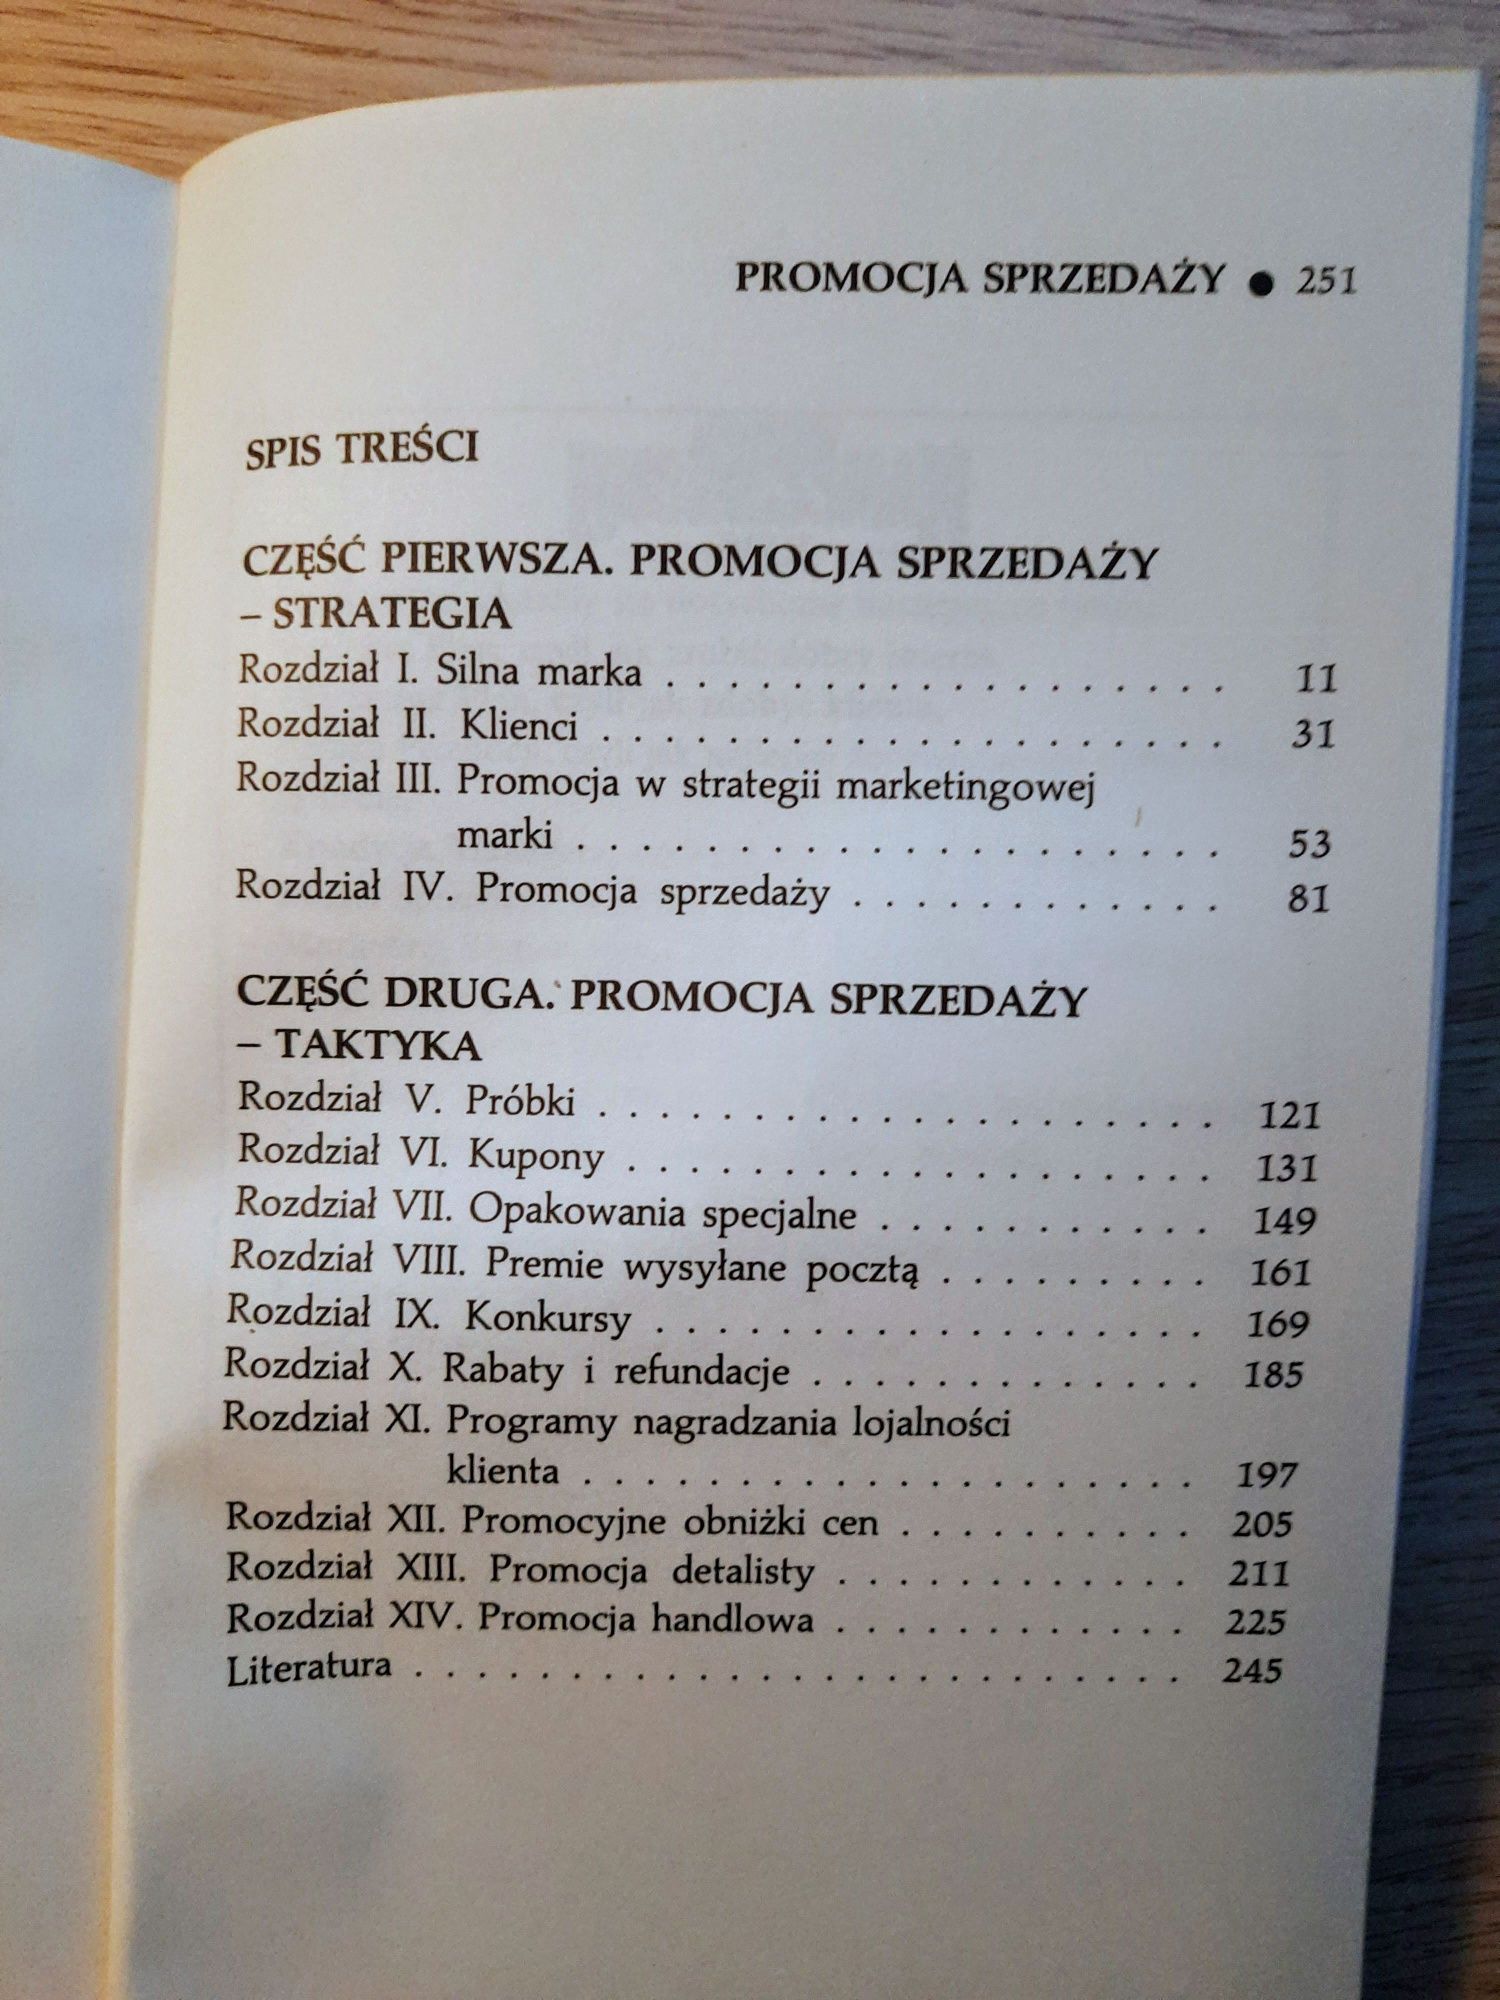 PROMOCJA SPRZEDAŻY ● 251
SPIS TREŚCI
CZĘŚĆ PIERWSZA. PROMOCJA SPRZEDAŻY
– STRATEGIA
Rozdział I. Silna marka . . . . . . . . . . . . . . . . . . 11
Rozdział II. Klienci . . . . . . . . . . . . . . . . . . . . 31
Rozdział III. Promocja w strategii marketingowej
marki . . . . . . . . . . . . . . . . . . . . 53
Rozdział IV. Promocja sprzedaży . . . . . . . . . . . . 81
CZĘŚĆ DRUGA. PROMOCJA SPRZEDAŻY
– TAKTYKA
Rozdział V. Próbki . . . . . . . . . . . . . . . . . . . . 121
Rozdział VI. Kupony . . . . . . . . . . . . . . . . . . . 131
Rozdział VII. Opakowania specjalne . . . . . . . . . . . 149
Rozdział VIII. Premie wysyłane pocztą . . . . . . . . . 161
Rozdział IX. Konkursy . . . . . . . . . . . . . . . . . . 169
Rozdział X. Rabaty i refundacje . . . . . . . . . . . . . 185
Rozdział XI. Programy nagradzania lojalności
klienta . . . . . . . . . . . . . . . . . . . . 197
Rozdział XII. Promocyjne obniżki cen . . . . . . . . . . 205
Rozdział XIII. Promocja detalisty . . . . . . . . . . . . 211
Rozdział XIV. Promocja handlowa . . . . . . . . . . . . 225
Literatura . . . . . . . . . . . . . . . . . . . . . . . . . 245